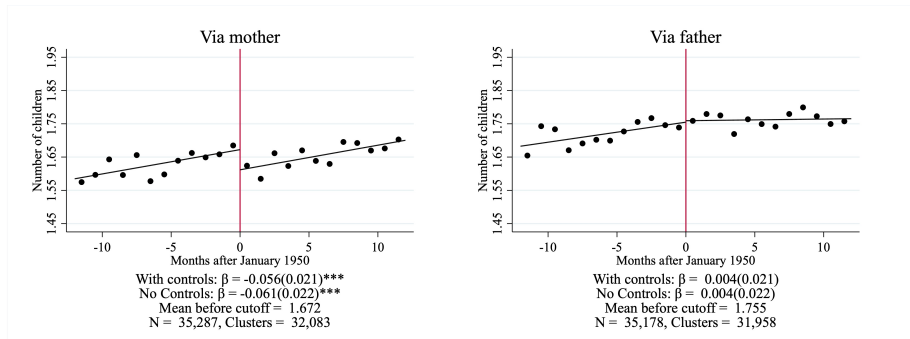 Via mother
Number of children
1.45 1.55 1.65 1.75 1.85 1.95
-10 -5 0 5 10
Months after January 1950
With controls: β = -0.056(0.021)***
No Controls: β = -0.061(0.022)***
Mean before cutoff = 1.672
N = 35,287, Clusters = 32,083
Via father
Number of children
1.45 1.55 1.65 1.75 1.85 1.95
-10 -5 0 5 10
Months after January 1950
With controls: β = 0.004(0.021)
No Controls: β = 0.004(0.022)
Mean before cutoff = 1.755
N = 35,178, Clusters = 31,958